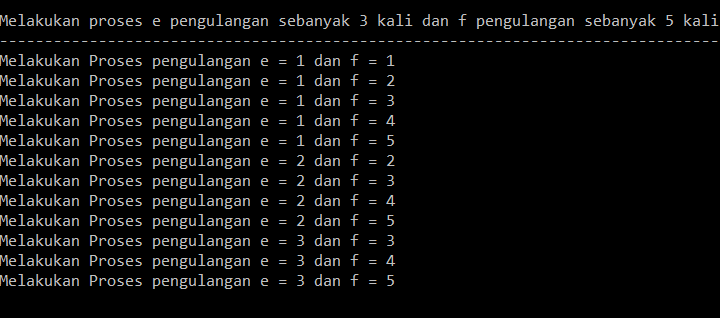 Melakukan proses e pengulangan sebanyak 3 kali dan f pengulangan sebanyak 5 kali
--------------------------------------------------------------------------------
Melakukan Proses pengulangan e = 1 dan f = 1
Melakukan Proses pengulangan e = 1 dan f = 2
Melakukan Proses pengulangan e = 1 dan f = 3
Melakukan Proses pengulangan e = 1 dan f = 4
Melakukan Proses pengulangan e = 1 dan f = 5
Melakukan Proses pengulangan e = 2 dan f = 2
Melakukan Proses pengulangan e = 2 dan f = 3
Melakukan Proses pengulangan e = 2 dan f = 4
Melakukan Proses pengulangan e = 2 dan f = 5
Melakukan Proses pengulangan e = 3 dan f = 3
Melakukan Proses pengulangan e = 3 dan f = 4
Melakukan Proses pengulangan e = 3 dan f = 5